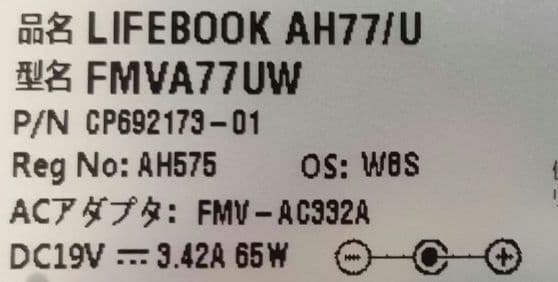 品名 LIFEBOOK AH77/U
型名 FMVA77UW
P/N CP692173-01
Reg No: AH575 OS: W8S
ACアダプタ: FMV-AC332A
DC19V ⎓ 3.42A 65W